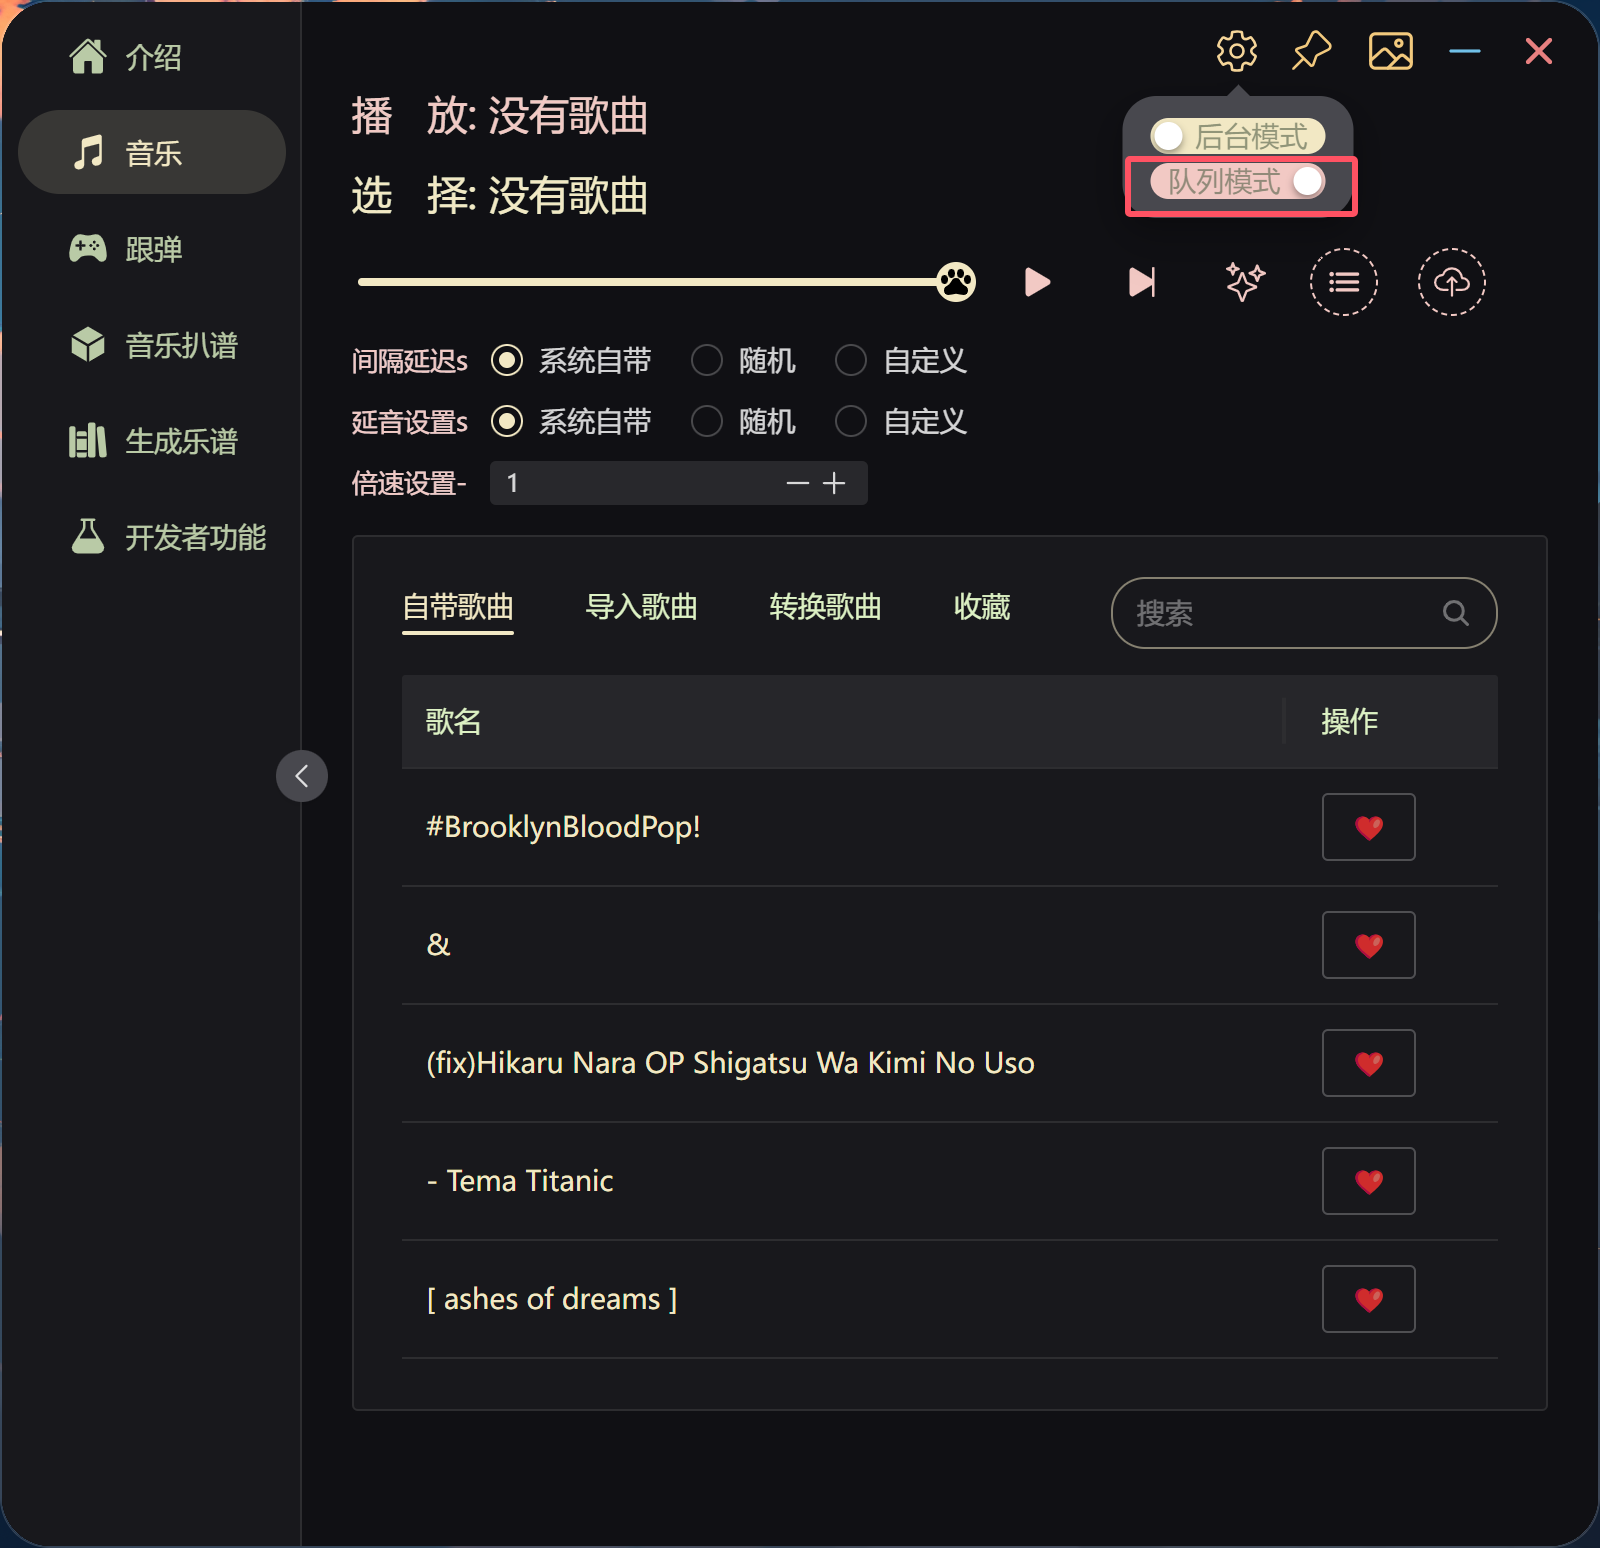 介绍
音乐
跟弹
音乐扒谱
生成乐谱
开发者功能
播 放: 没有歌曲
选 择: 没有歌曲
后台模式
队列模式
间隔延迟s 系统自带 随机 自定义
延音设置s 系统自带 随机 自定义
倍速设置- 1
自带歌曲 导入歌曲 转换歌曲 收藏 搜索
歌名 操作
#BrooklynBloodPop!
&
(fix)Hikaru Nara OP Shigatsu Wa Kimi No Uso
- Tema Titanic
[ ashes of dreams ]